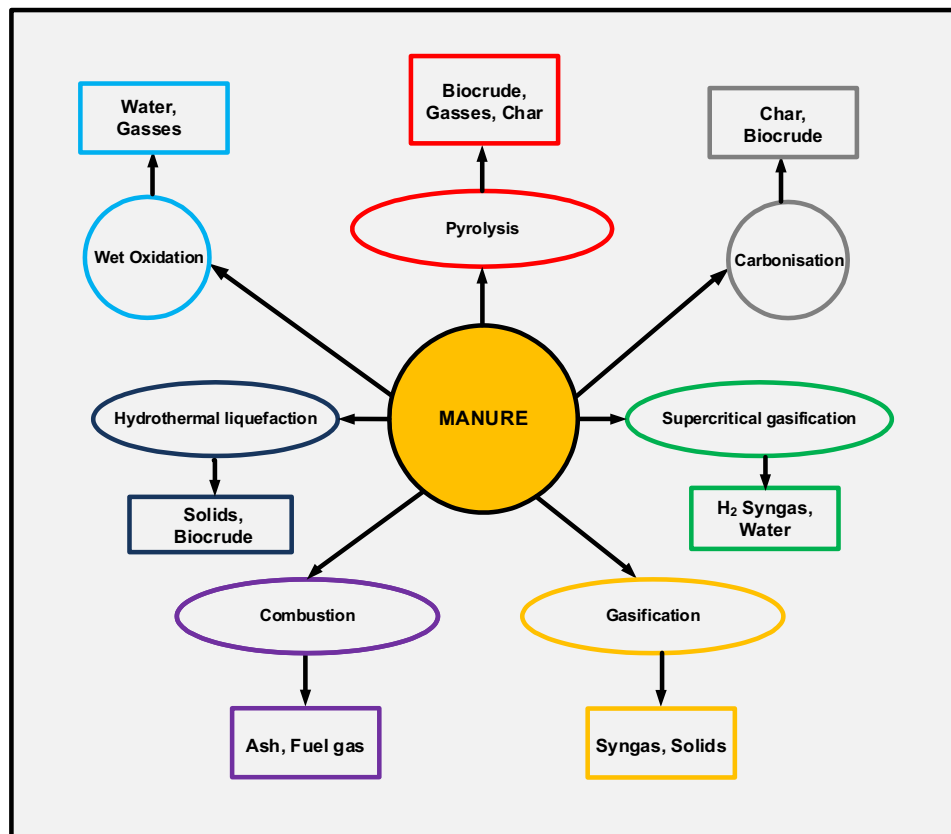 Water,
Gasses
Biocrude,
Gasses, Char
Char,
Biocrude
Wet Oxidation
Pyrolysis
Carbonisation
Hydrothermal liquefaction
MANURE
Supercritical gasification
Solids,
Biocrude
H₂ Syngas,
Water
Combustion
Gasification
Ash, Fuel gas
Syngas, Solids